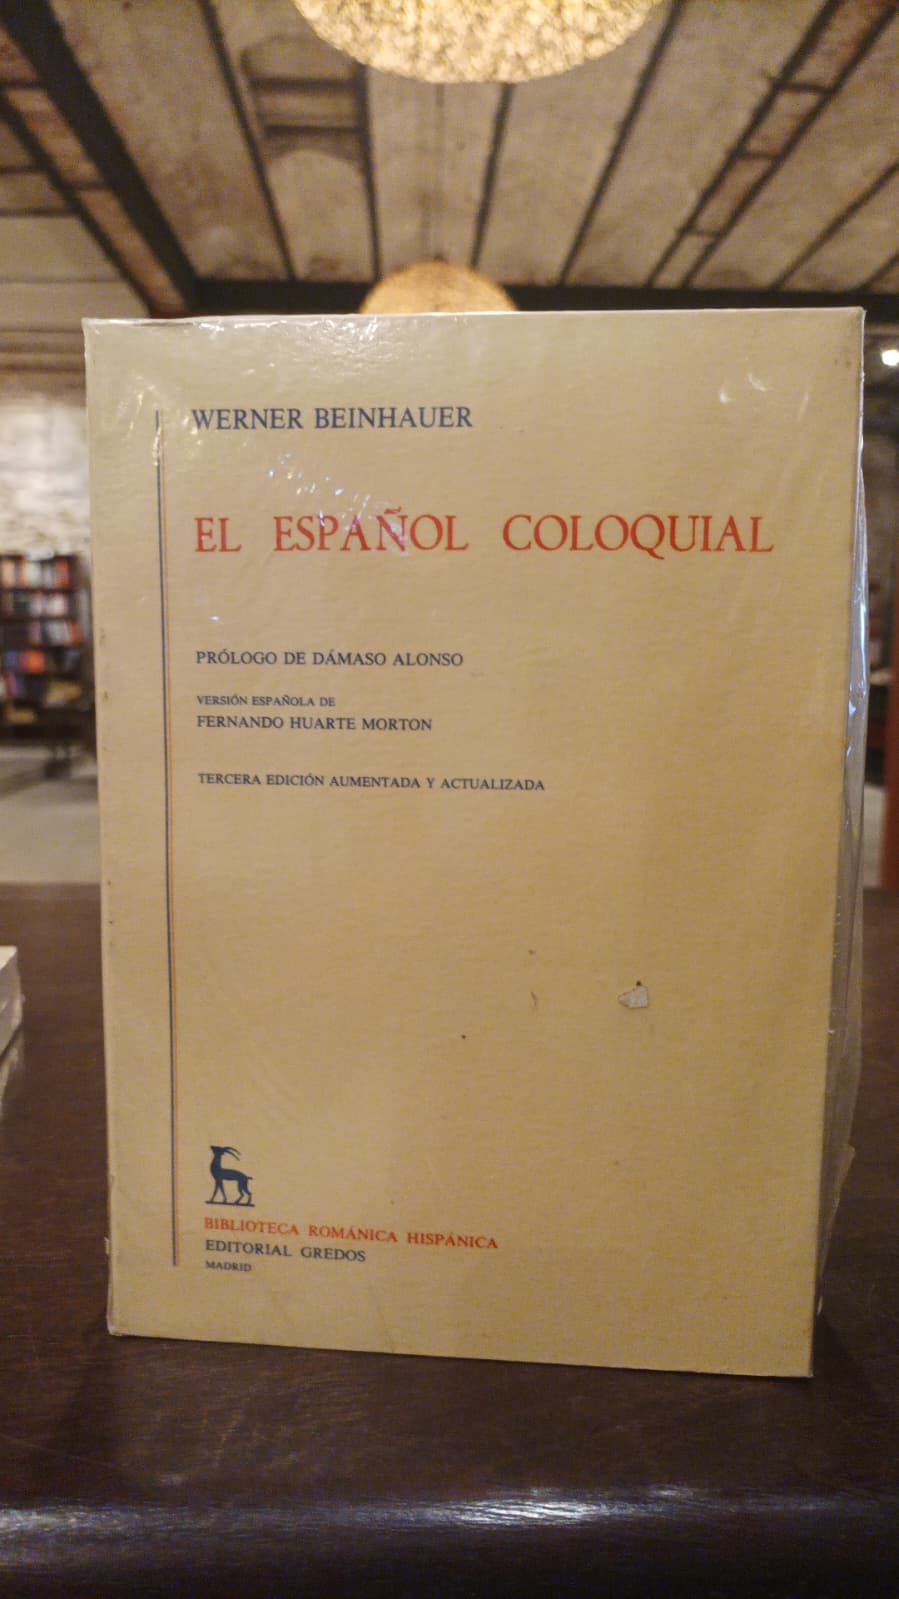 WERNER BEINHAUER
EL ESPAÑOL COLOQUIAL
PRÓLOGO DE DÁMASO ALONSO
VERSIÓN ESPAÑOLA DE
FERNANDO HUARTE MORTON
TERCERA EDICIÓN AUMENTADA Y ACTUALIZADA
BIBLIOTECA ROMÁNICA HISPÁNICA
EDITORIAL GREDOS
MADRID